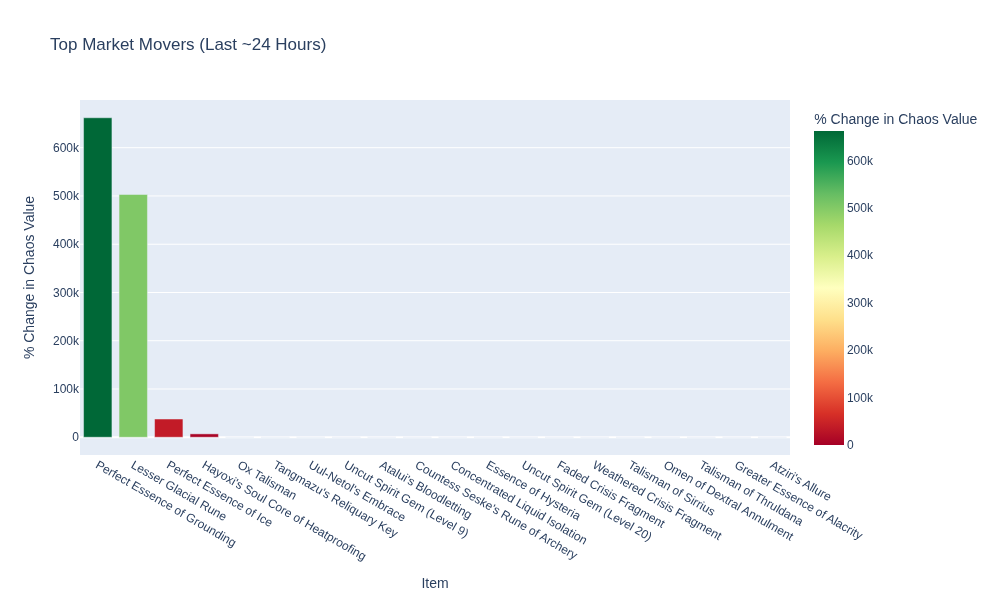 Top Market Movers (Last ~24 Hours)
% Change in Chaos Value
600k
500k
400k
300k
200k
100k
0
% Change in Chaos Value
600k
500k
400k
300k
200k
100k
0
Perfect Essence of Grounding
Lesser Glacial Rune
Perfect Essence of Ice
Hayoxi's Soul Core of Heatproofing
Ox Talisman
Tangmazu's Reliquary Key
Uul-Netol's Embrace
Uncut Spirit Gem (Level 9)
Atalui's Bloodletting
Countess Seske's Rune of Archery
Concentrated Liquid Isolation
Essence of Hysteria
Uncut Spirit Gem (Level 20)
Faded Crisis Fragment
Weathered Crisis Fragment
Talisman of Sirrius
Omen of Dextral Annulment
Talisman of Thruldana
Greater Essence of Alacrity
Atziri's Allure
Item